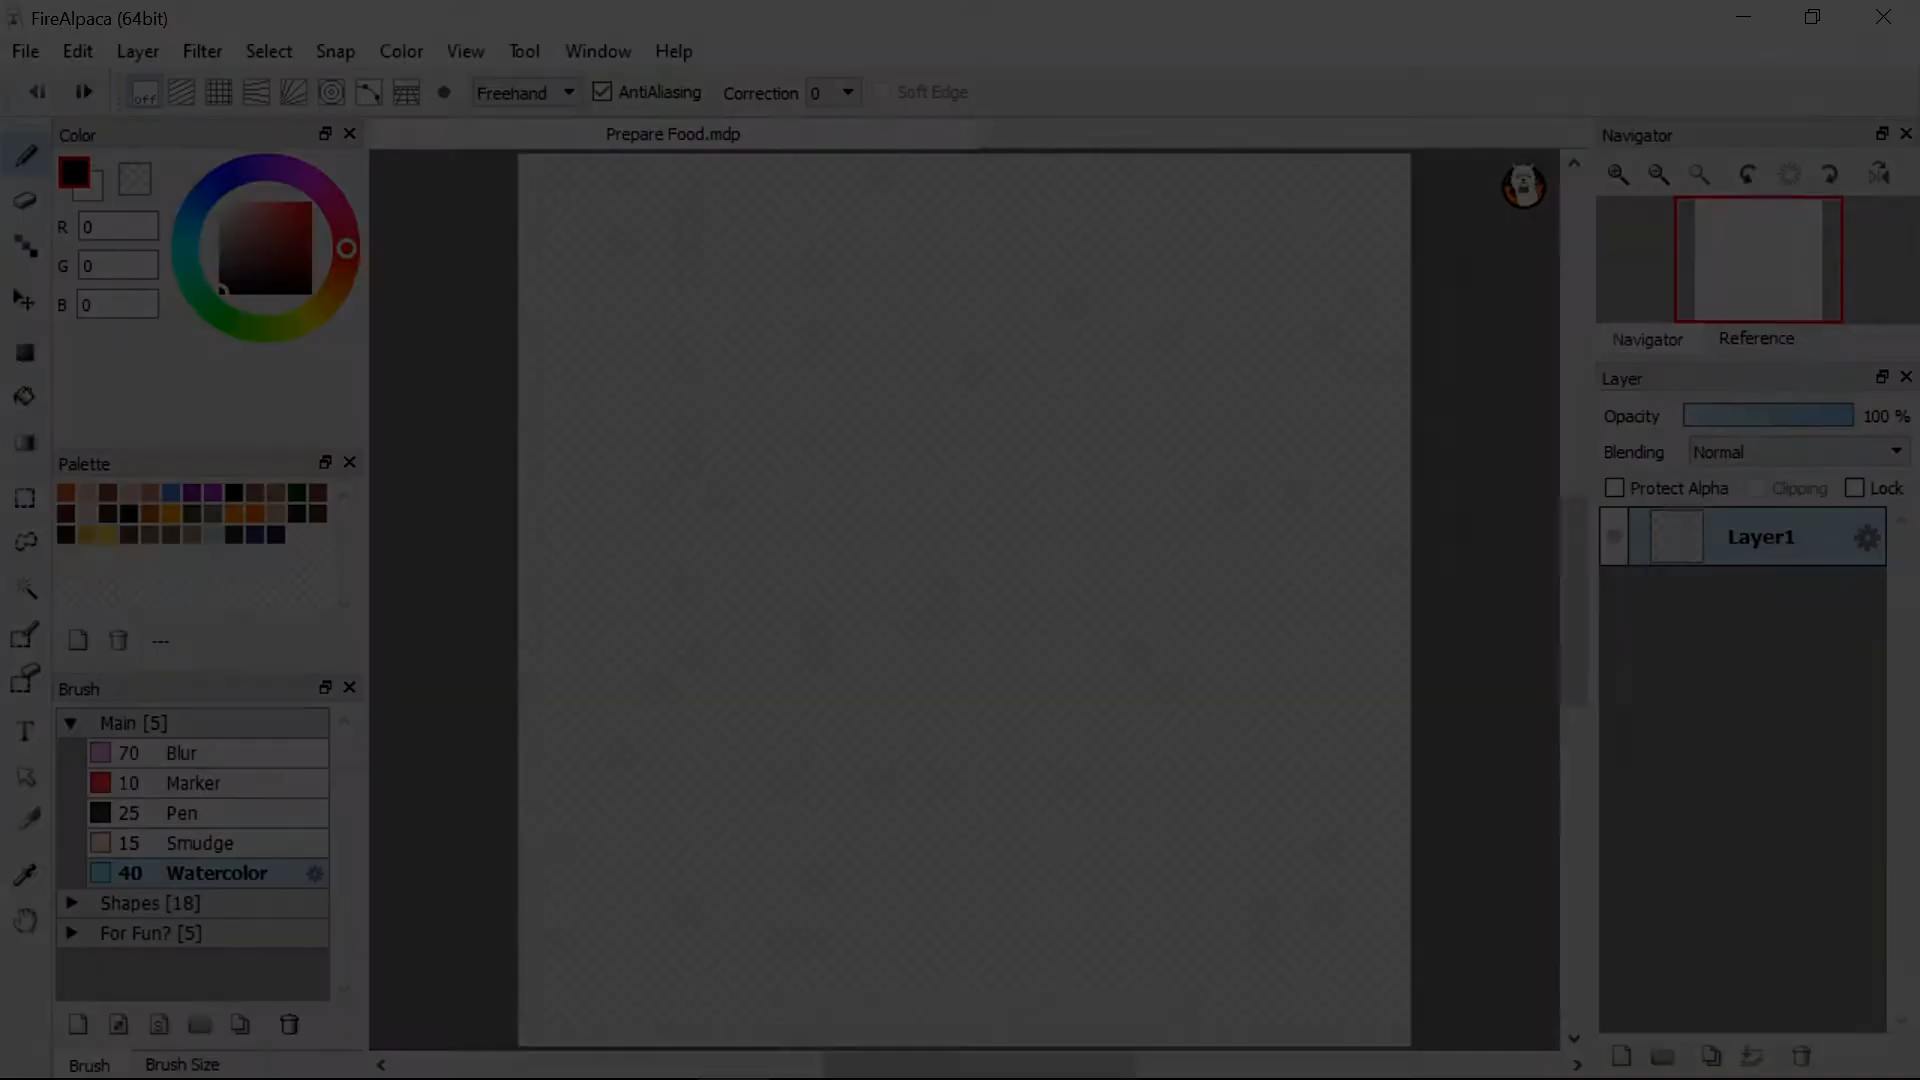 FireAlpaca (64bit)
File Edit Layer Filter Select Snap Color View Tool Window Help
off Freehand AntiAliasing Correction 0 Soft Edge
Color
Prepare Food.mdp
Navigator
R 0
G 0
B 0
Navigator Reference
Layer
Opacity 100 %
Blending Normal
Protect Alpha Clipping Lock
Layer1
Palette
---
Brush
Main [5]
70 Blur
10 Marker
25 Pen
15 Smudge
40 Watercolor
Shapes [18]
For Fun? [5]
S
T
Brush Brush Size